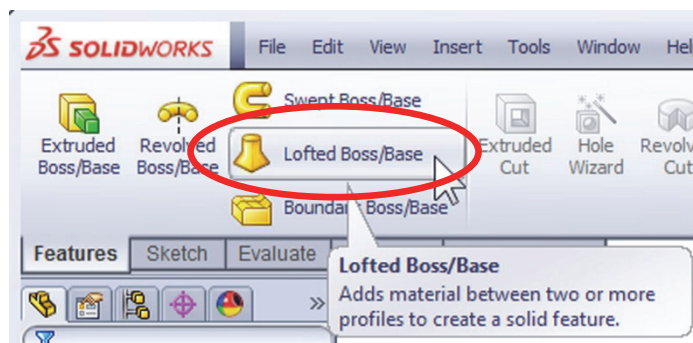 SOLIDWORKS
File Edit View Insert Tools Window
Swept Boss/Base
Extruded Boss/Base
Revolved Boss/Base
Lofted Boss/Base
Extruded Cut
Hole Wizard
Cut
Boundary Boss/Base
Features Sketch Evaluate
Lofted Boss/Base
Adds material between two or more
profiles to create a solid feature.